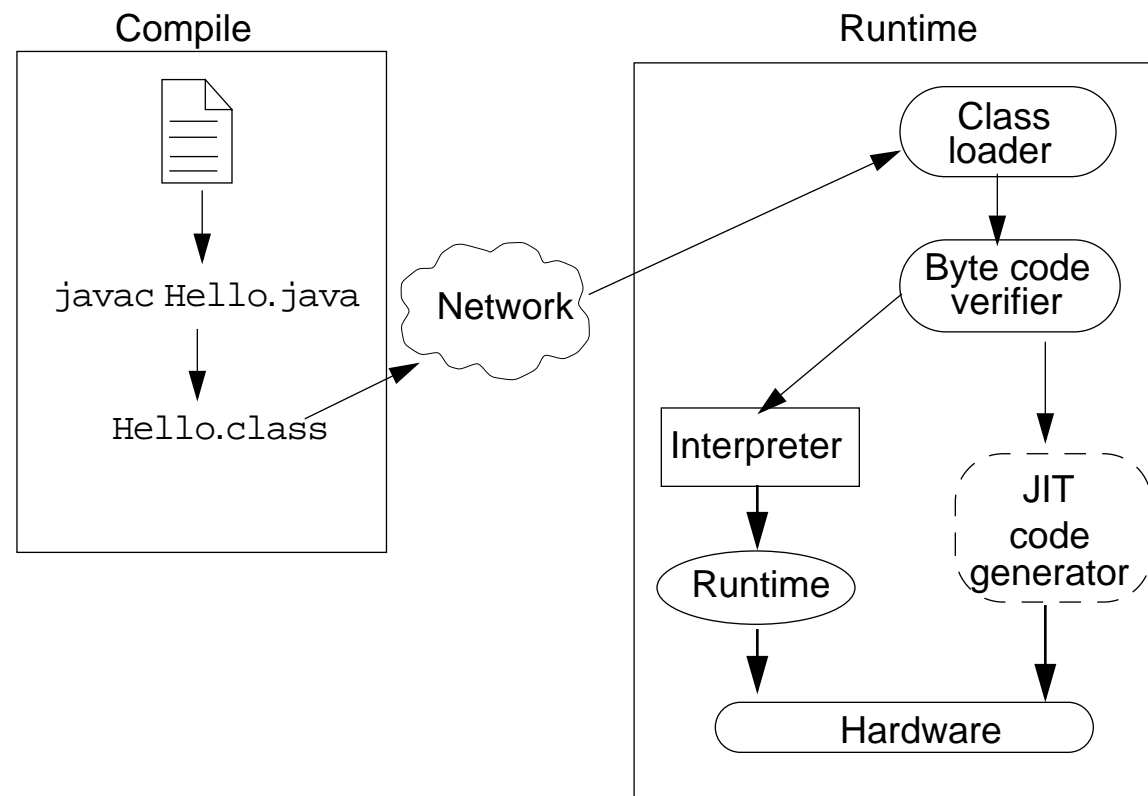 Compile
javac Hello.java
Hello.class
Network
Runtime
Class
loader
Byte code
verifier
Interpreter
Runtime
JIT
code
generator
Hardware